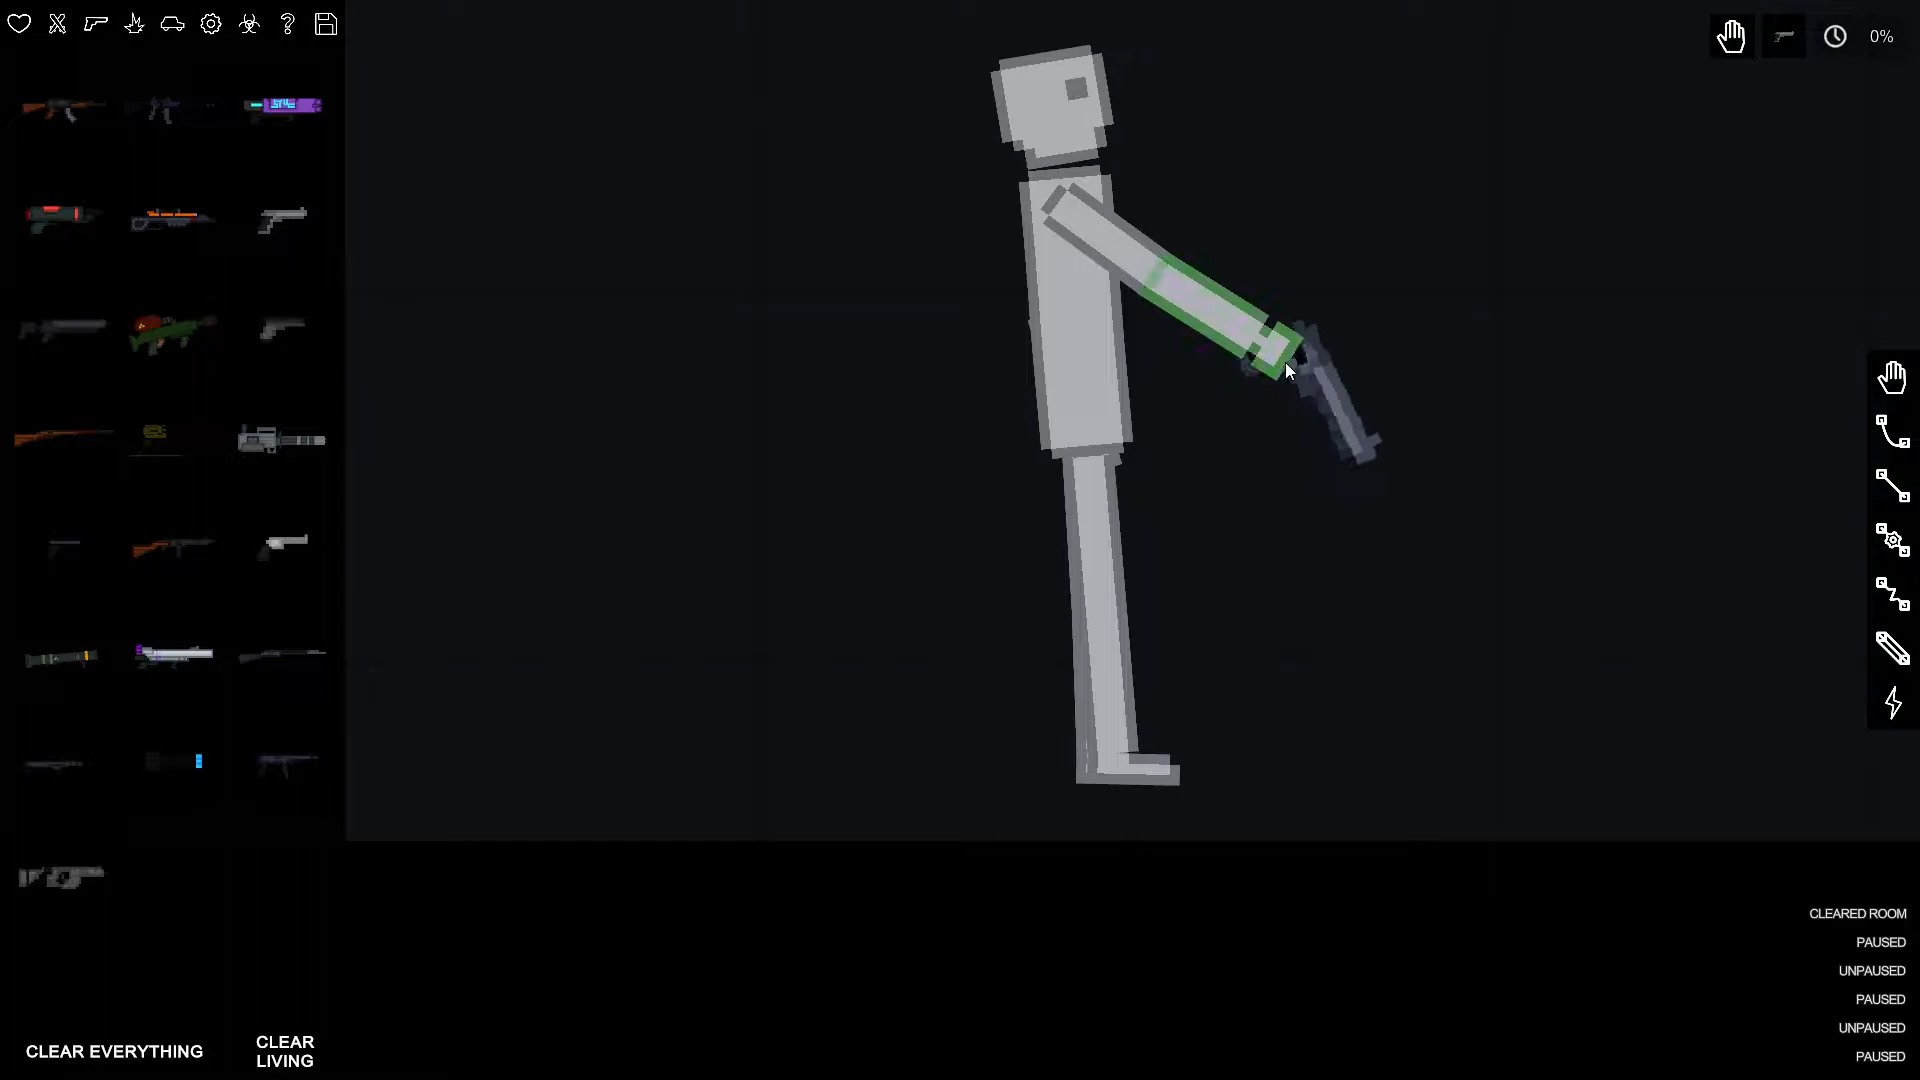 0%
CLEARED ROOM
PAUSED
UNPAUSED
PAUSED
UNPAUSED
PAUSED
CLEAR EVERYTHING
CLEAR
LIVING